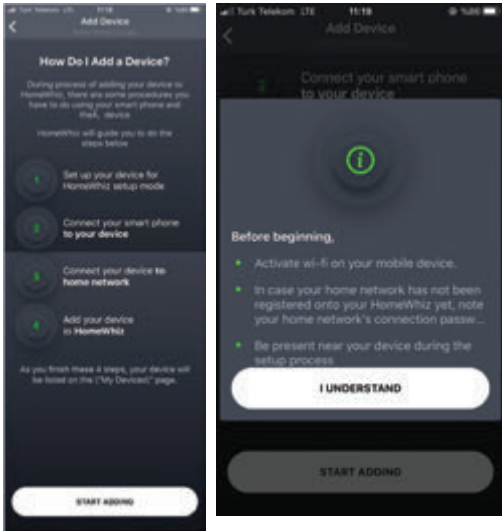 Turk Telekom LTE 11:18
Add Device
How Do I Add a Device?
During process of adding your device to
HomeWhiz, there are some procedures you
have to do using your smart phone and
theÂ, device
HomeWhiz will guide you to do the
steps below
1
Set up your device for
HomeWhiz setup mode
2
Connect your smart phone
to your device
3
Connect your device to
home network
4
Add your device
to HomeWhiz
As you finish these 4 steps, your device will
be listed on the ("My Devices)," page.
START ADDING
Turk Telekom LTE 11:19
Add Device
2
Connect your smart phone
to your device
i
Before beginning,
Activate wi-fi on your mobile device.
In case your home network has not been
registered onto your HomeWhiz yet, note
your home network's connection passw...
Be present near your device during the
setup process
I UNDERSTAND
START ADDING